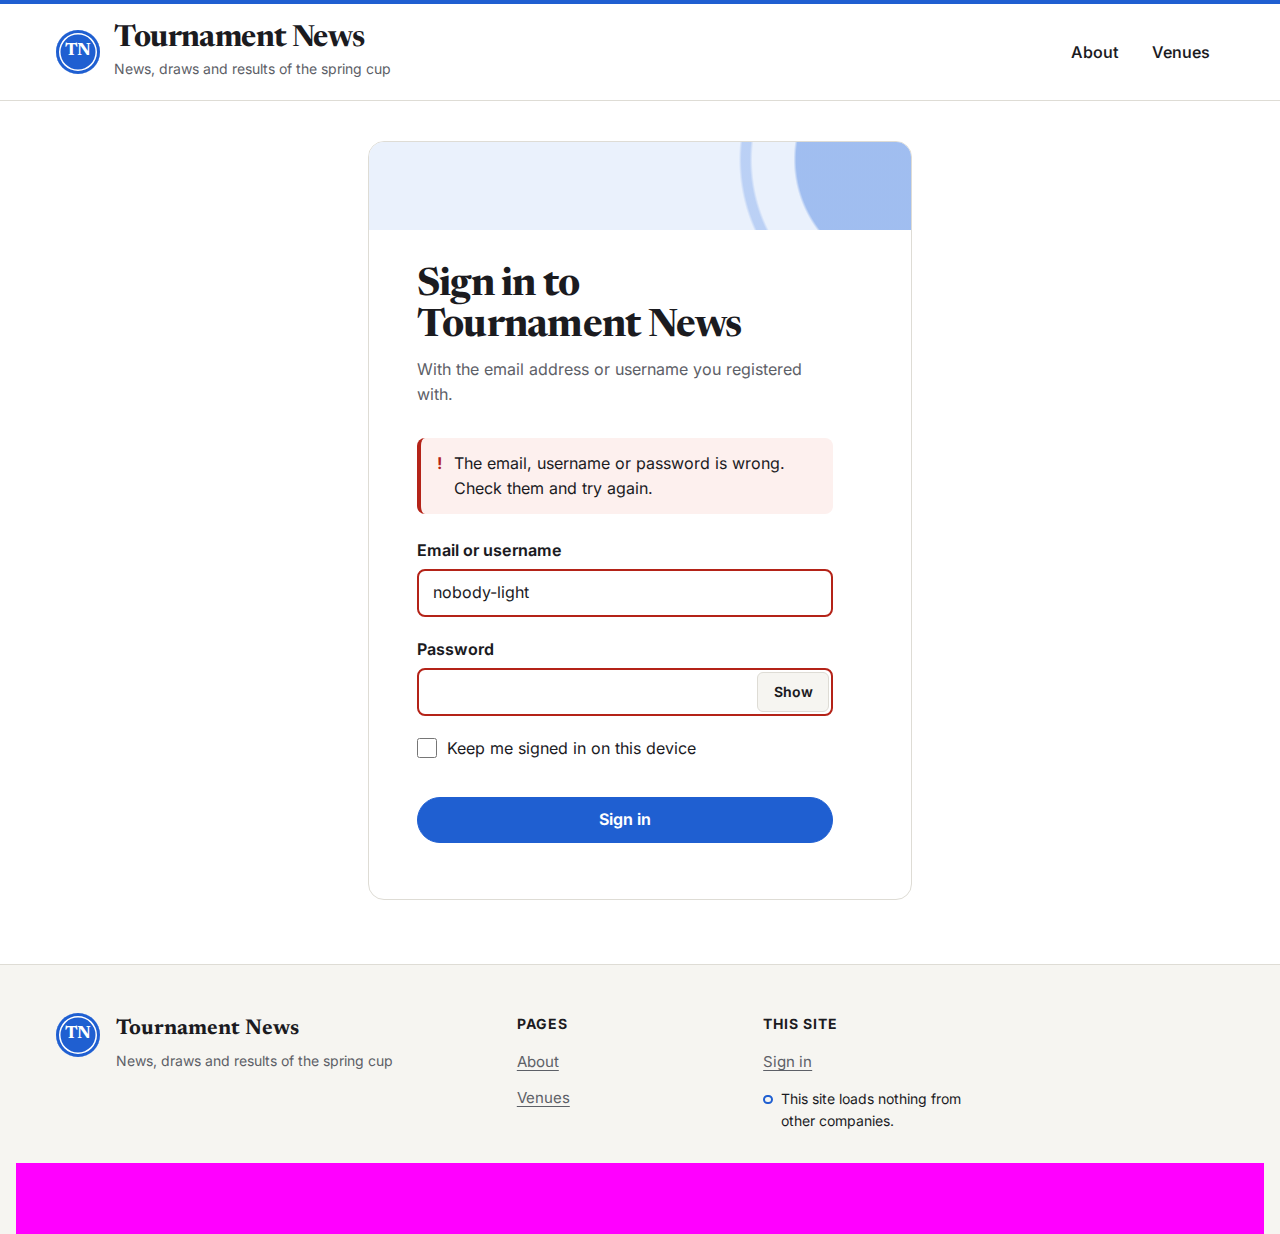 TN
Tournament News
News, draws and results of the spring cup
About
Venues
Sign in to
Tournament News
With the email address or username you registered
with.
! The email, username or password is wrong.
Check them and try again.
Email or username
nobody-light
Password
Show
Keep me signed in on this device
Sign in
TN
Tournament News
News, draws and results of the spring cup
PAGES
About
Venues
THIS SITE
Sign in
This site loads nothing from
other companies.